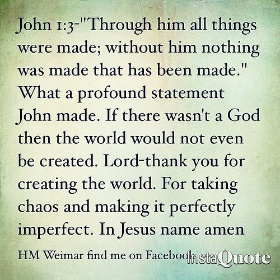 John 1:3-"Through him all things
were made; without him nothing
was made that has been made."
What a profound statement
John made. If there wasn't a God
then the world would not even
be created. Lord-thank you for
creating the world. For taking
chaos and making it perfectly
imperfect. In Jesus name amen
HM Weimar find me on Facebook
InstaQuote